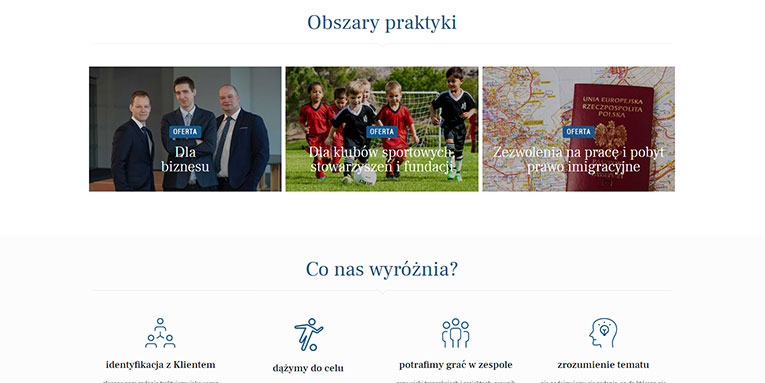 Obszary praktyki
OFERTA
Dla
biznesu
OFERTA
Dla klubów sportowych
stowarzyszeń i fundacji
UNIA EUROPEJSKA
RZECZPOSPOLITA
POLSKA
OFERTA
Zezwolenia na pracę i pobyt
prawo imigracyjne
Co nas wyróżnia?
identyfikacja z Klientem
dążymy do celu
potrafimy grać w zespole
zrozumienie tematu